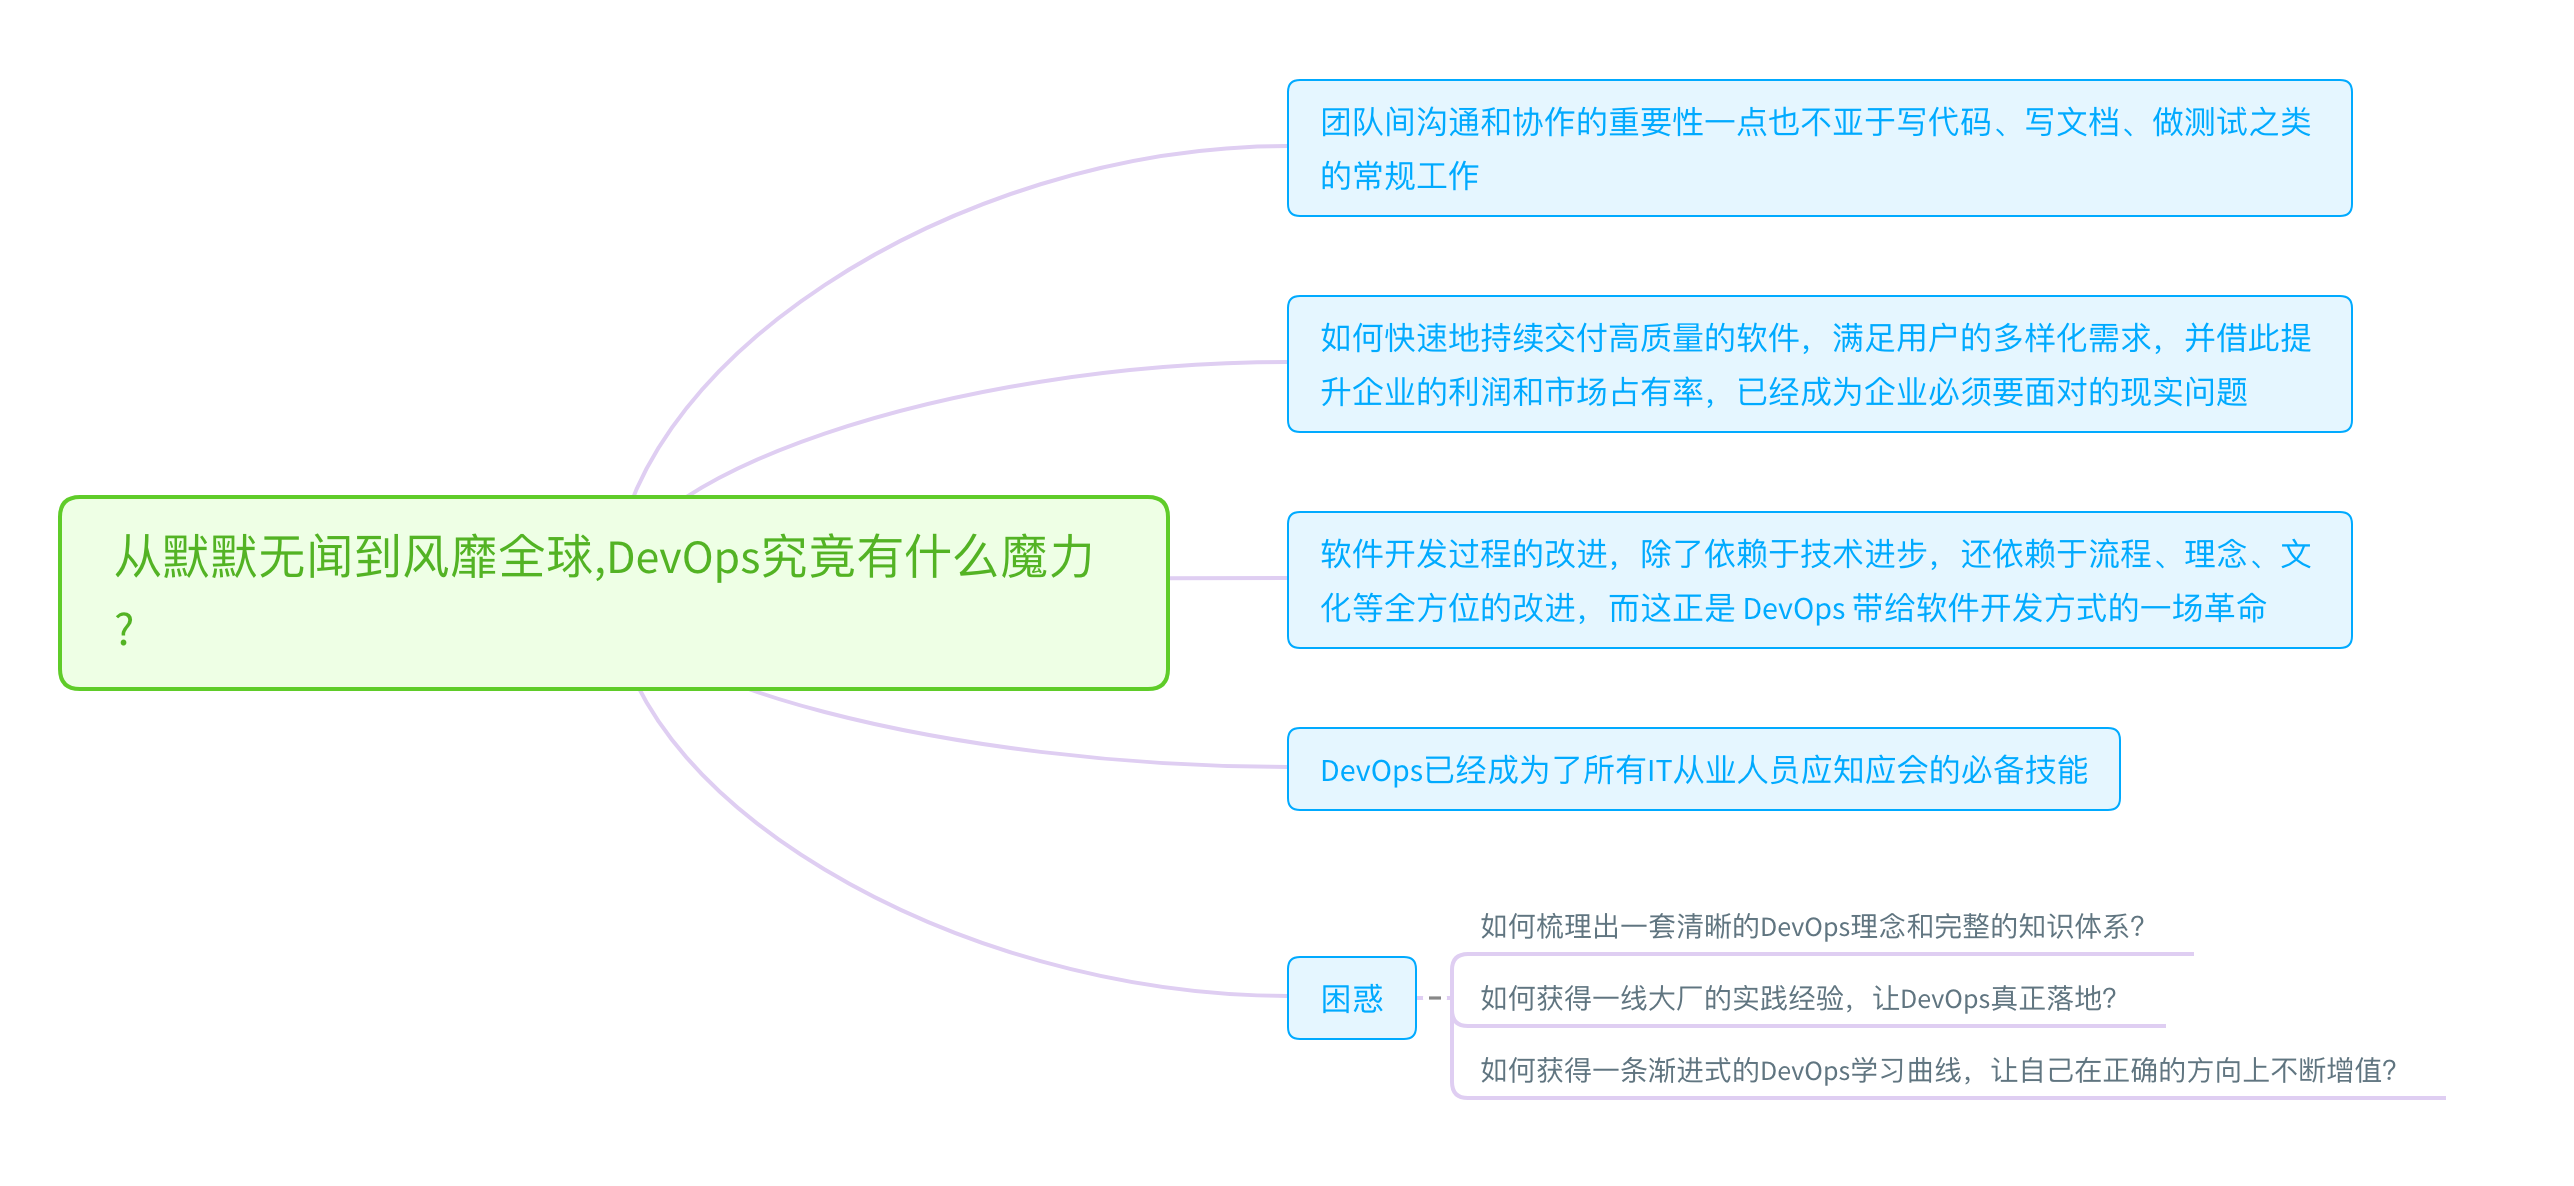 团队间沟通和协作的重要性一点也不亚于写代码、写文档、做测试之类
的常规工作
如何快速地持续交付高质量的软件，满足用户的多样化需求，并借此提
升企业的利润和市场占有率，已经成为企业必须要面对的现实问题
从默默无闻到风靡全球,DevOps究竟有什么魔力
?
软件开发过程的改进，除了依赖于技术进步，还依赖于流程、理念、文
化等全方位的改进，而这正是 DevOps 带给软件开发方式的一场革命
DevOps已经成为了所有IT从业人员应知应会的必备技能
困惑
如何梳理出一套清晰的DevOps理念和完整的知识体系?
如何获得一线大厂的实践经验，让DevOps真正落地?
如何获得一条渐进式的DevOps学习曲线，让自己在正确的方向上不断增值?